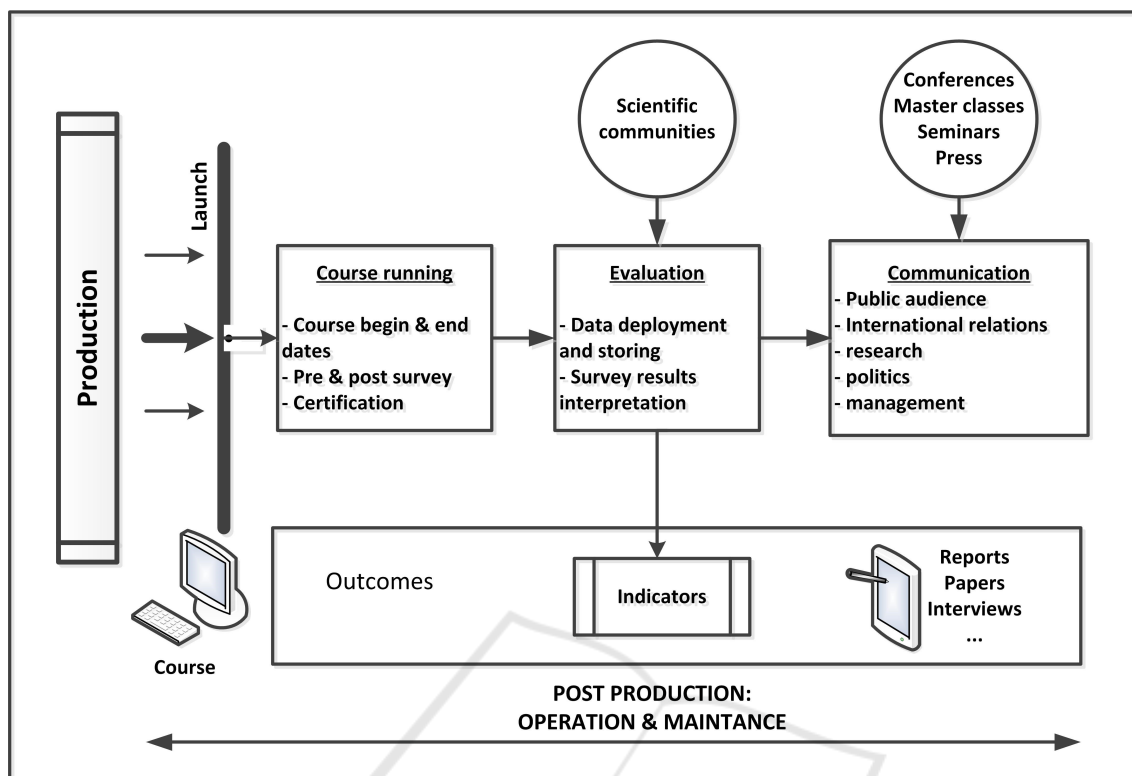 Production
Launch
Course
Scientific
communities
Conferences
Master classes
Seminars
Press
Course running
- Course begin & end
dates
- Pre & post survey
- Certification
Evaluation
- Data deployment
and storing
- Survey results
interpretation
Communication
- Public audience
- International relations
- research
- politics
- management
Outcomes
Indicators
Reports
Papers
Interviews
...
POST PRODUCTION:
OPERATION & MAINTANCE